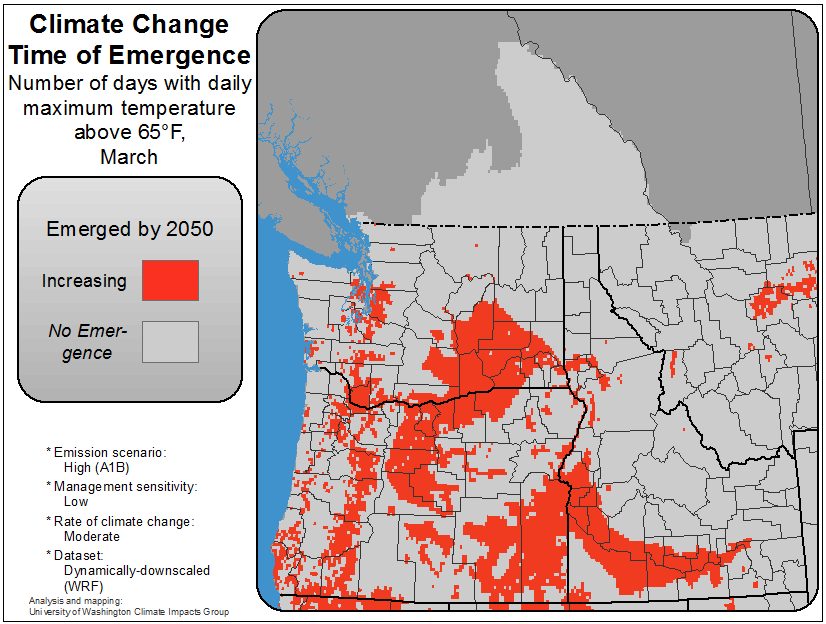 Climate Change
Time of Emergence
Number of days with daily
maximum temperature
above 65°F,
March
Emerged by 2050
Increasing
No Emer-
gence
* Emission scenario:
High (A1B)
* Management sensitivity:
Low
* Rate of climate change:
Moderate
* Dataset:
Dynamically-downscaled
(WRF)
Analysis and mapping:
University of Washington Climate Impacts Group